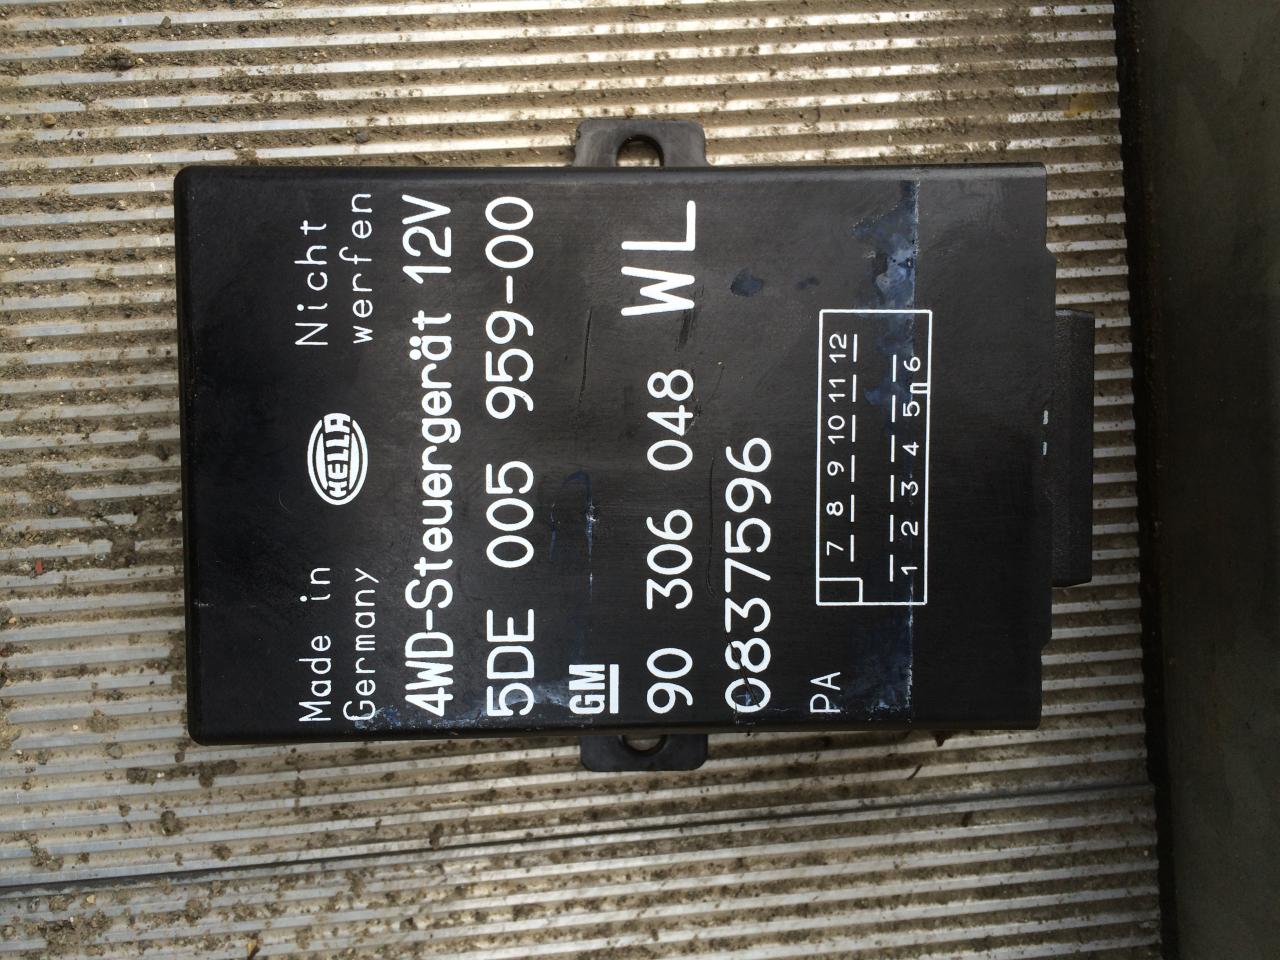 Made in HELLA Nicht
Germany werfen
4WD-Steuergerät 12V
5DE 005 959-00
GM
90 306 048 WL
0837596
PA
7 8 9 10 11 12
1 2 3 4 5 6